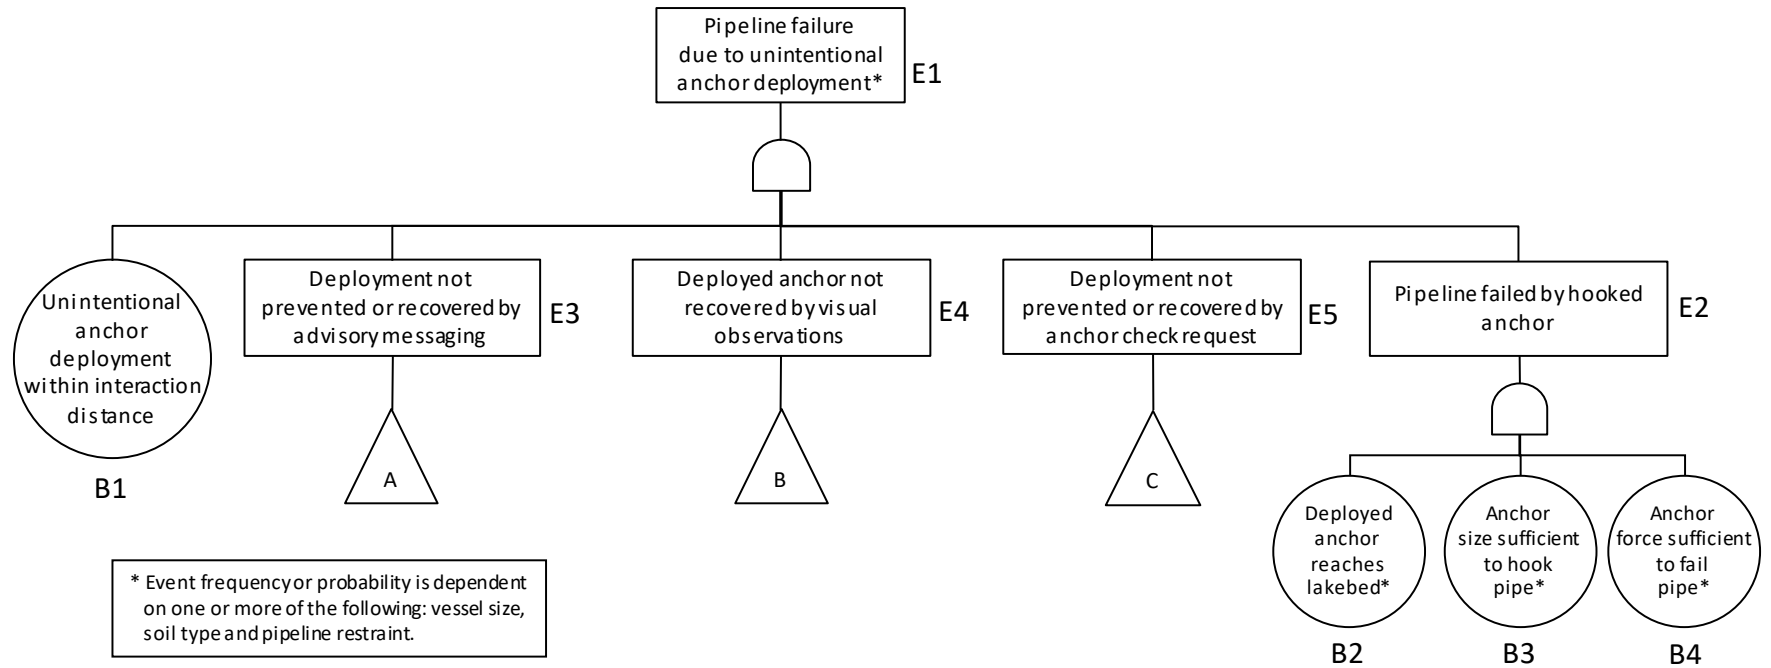 Pipeline failure
due to unintentional
anchor deployment*
E1
Unintentional
anchor
deployment
within interaction
distance
B1
Deployment not
prevented or recovered by
advisory messaging
E3
A
Deployed anchor not
recovered by visual
observations
E4
B
Deployment not
prevented or recovered by
anchor check request
E5
C
Pipeline failed by hooked
anchor
E2
Deployed
anchor
reaches
lakebed*
B2
Anchor
size sufficient
to hook
pipe*
B3
Anchor
force sufficient
to fail
pipe*
B4
* Event frequency or probability is dependent
on one or more of the following: vessel size,
soil type and pipeline restraint.